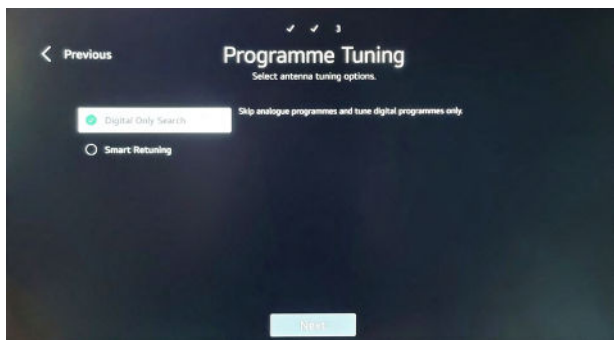 3
Previous
Programme Tuning
Select antenna tuning options.
Digital Only Search
Skip analogue programmes and tune digital programmes only.
Smart Retuning
Next